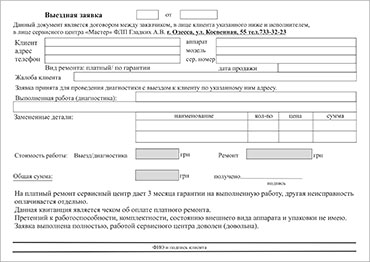 Выездная заявка от
Данный документ является договором между заказчиком, в лице клиента указанного ниже и исполнителем,
в лице сервисного центра «Мастер» ФЛП Гладких А.В. г. Одесса, ул. Косвенная, 55 тел.733-32-23
Клиент аппарат
адрес модель
телефон сер. номер
Вид ремонта: платный/ по гарантии дата продажи
Жалоба клиента
Заявка принята для проведения диагностики с выездом к клиенту по указанному ним адресу.
Выполненная работа (диагностика):
Замененные детали: наименование кол-во цена сумма
Стоимость работы: Выезд/диагностика грн Ремонт грн
Общая сумма: грн получено
подпись
На платный ремонт сервисный центр дает 3 месяца гарантии на выполненную работу, другая неисправность
оплачивается отдельно.
Данная квитанция является чеком об оплате платного ремонта.
Претензий к работоспособности, комплектности, состоянию внешнего вида аппарата и упаковки не имею.
Заявка выполнена полностью, работой сервисного центра доволен (довольна).
ФИО и подпись клиента